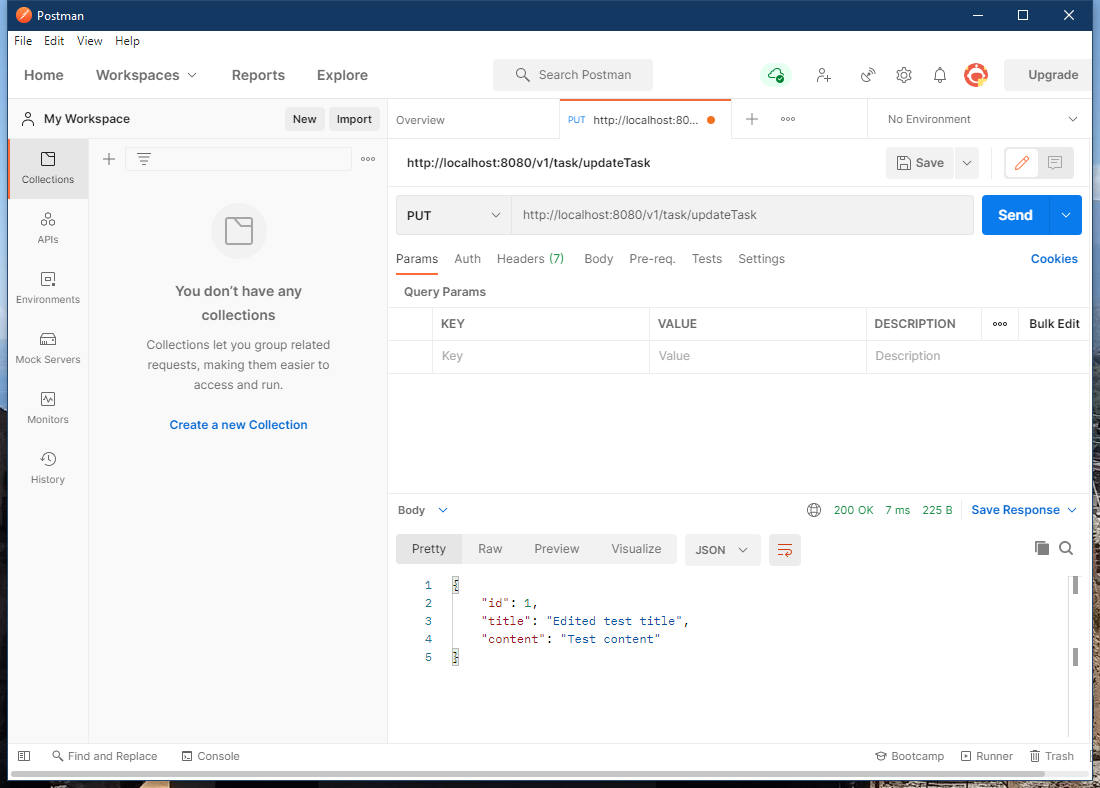 Postman
File Edit View Help
Home Workspaces Reports Explore Search Postman Upgrade
My Workspace New Import
Overview PUT http://localhost:80... No Environment
Collections
APIs
Environments
Mock Servers
Monitors
History
You don’t have any
collections
Collections let you group related
requests, making them easier to
access and run.
Create a new Collection
http://localhost:8080/v1/task/updateTask Save
PUT http://localhost:8080/v1/task/updateTask Send
Params Auth Headers (7) Body Pre-req. Tests Settings Cookies
Query Params
KEY VALUE DESCRIPTION Bulk Edit
Key Value Description
Body 200 OK 7 ms 225 B Save Response
Pretty Raw Preview Visualize JSON
1 {
2 "id": 1,
3 "title": "Edited test title",
4 "content": "Test content"
5 }
Find and Replace Console Bootcamp Runner Trash